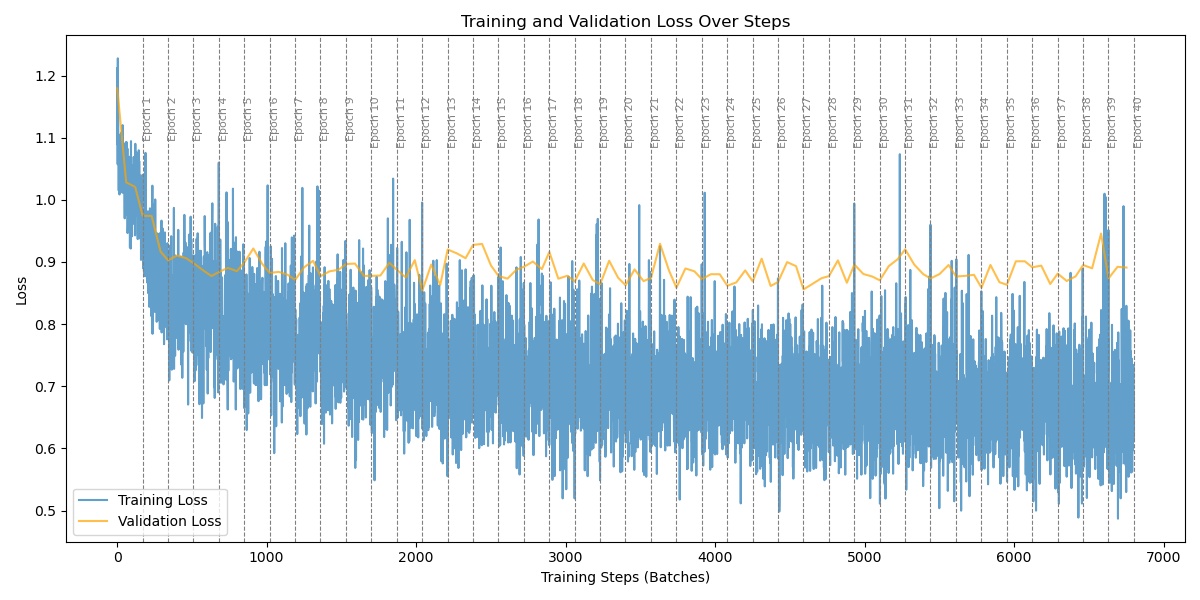 Training and Validation Loss Over Steps
1.2
1.1
1.0
0.9
0.8
0.7
0.6
0.5
Loss
Epoch 1
Epoch 2
Epoch 3
Epoch 4
Epoch 5
Epoch 6
Epoch 7
Epoch 8
Epoch 9
Epoch 10
Epoch 11
Epoch 12
Epoch 13
Epoch 14
Epoch 15
Epoch 16
Epoch 17
Epoch 18
Epoch 19
Epoch 20
Epoch 21
Epoch 22
Epoch 23
Epoch 24
Epoch 25
Epoch 26
Epoch 27
Epoch 28
Epoch 29
Epoch 30
Epoch 31
Epoch 32
Epoch 33
Epoch 34
Epoch 35
Epoch 36
Epoch 37
Epoch 38
Epoch 39
Epoch 40
Training Loss
Validation Loss
0 1000 2000 3000 4000 5000 6000 7000
Training Steps (Batches)